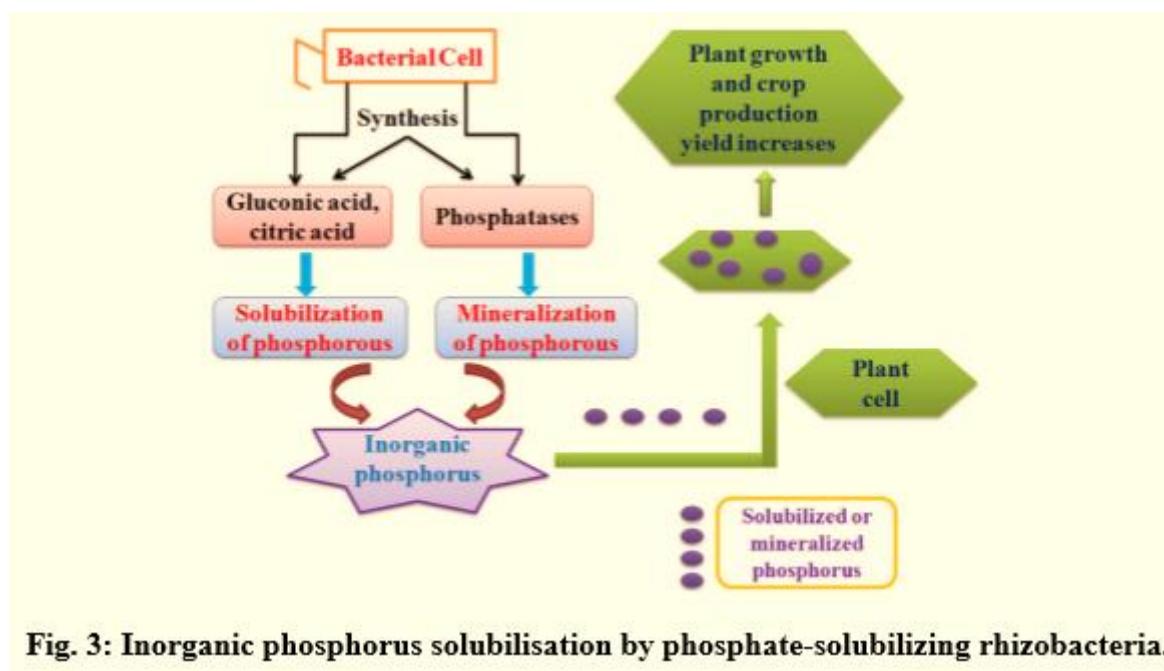 Bacterial Cell
Synthesis
Gluconic acid,
citric acid
Phosphatases
Solubilization
of phosphorous
Mineralization
of phosphorous
Inorganic
phosphorus
Plant growth
and crop
production
yield increases
Plant
cell
Solubilized or
mineralized
phosphorus
Fig. 3: Inorganic phosphorus solubilisation by phosphate-solubilizing rhizobacteria.